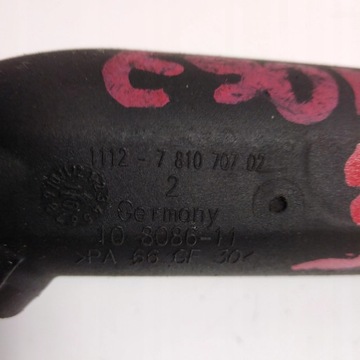 1112 - 7 810 707 02
2
Germany
10 8086-11
>PA 66 GF 30<